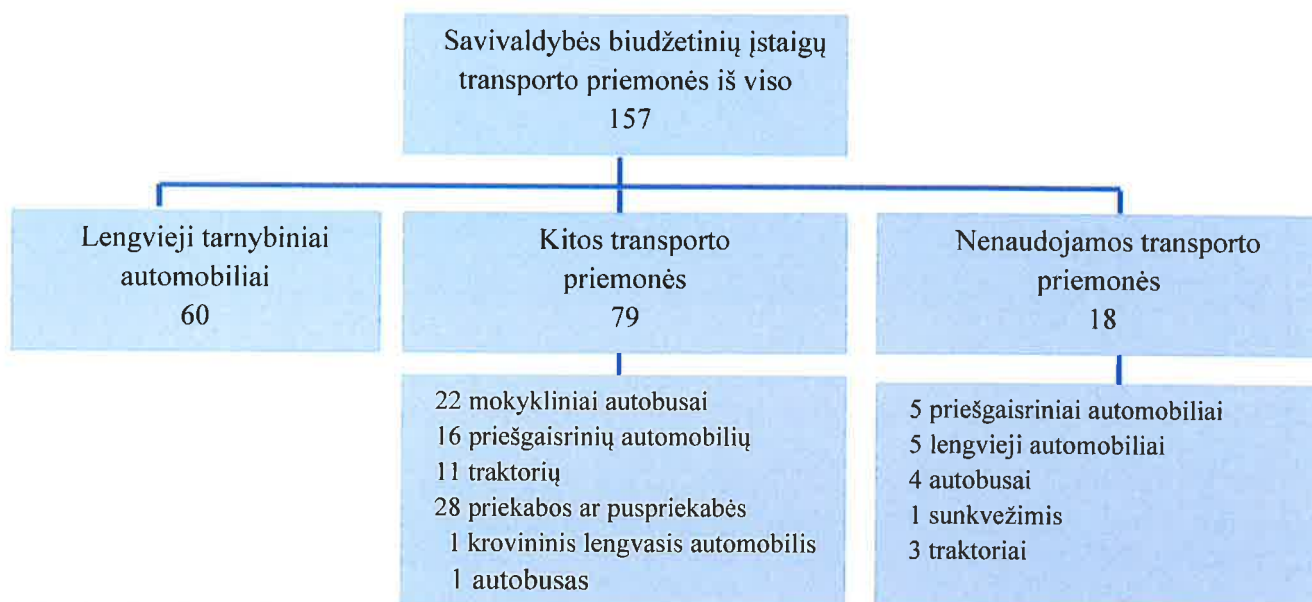 Savivaldybės biudžetinių įstaigų
transporto priemonės iš viso
157
Lengvieji tarnybiniai
automobiliai
60
Kitos transporto
priemonės
79
Nenaudojamos transporto
priemonės
18
22 mokykliniai autobusai
16 priešgaisrinių automobilių
11 traktorių
28 priekabos ar puspriekabės
1 krovininis lengvasis automobilis
1 autobusas
5 priešgaisriniai automobiliai
5 lengvieji automobiliai
4 autobusai
1 sunkvežimis
3 traktoriai